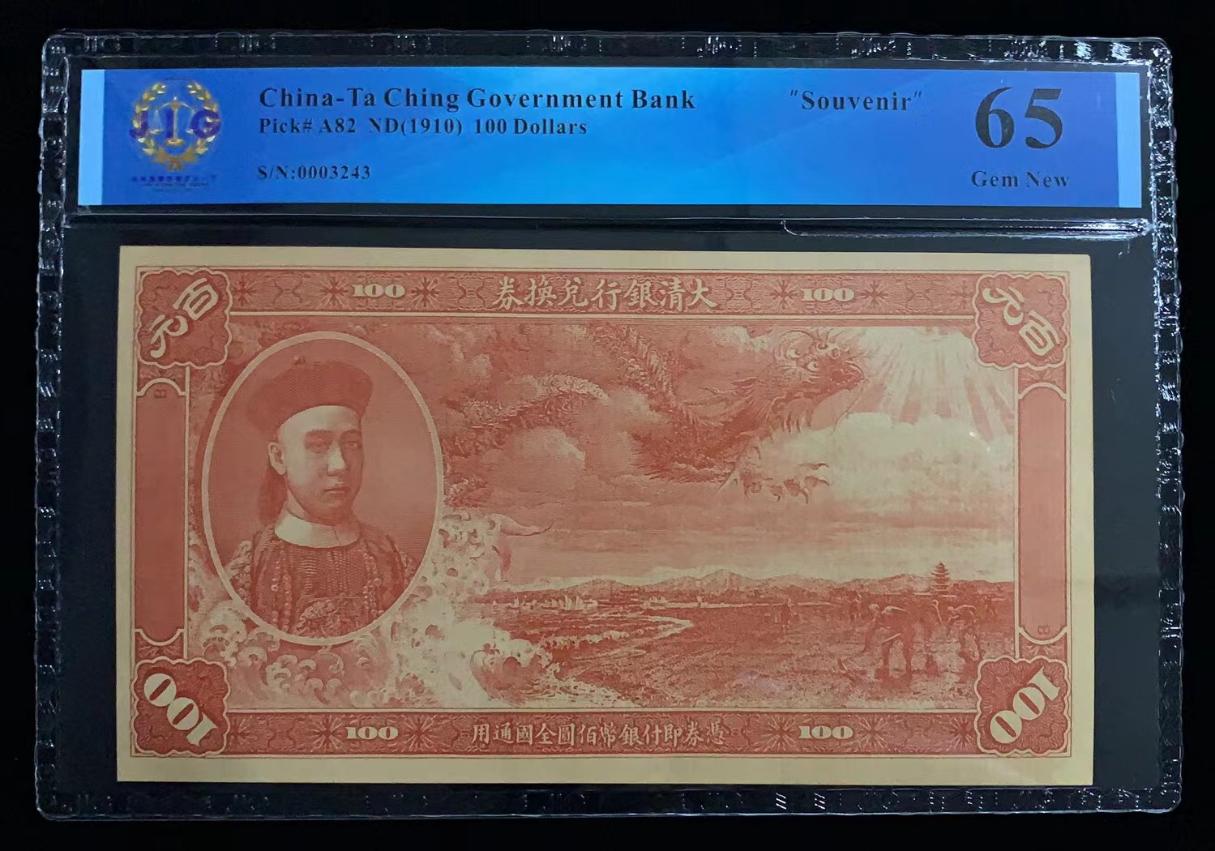 China-Ta Ching Government Bank
"Souvenir"
65
Pick# A82 ND(1910) 100 Dollars
S/N:0003243
Gem New
JTG
百元
100
券換兌行銀清大
100
元百
100
100
用通國全圓佰幣銀付即券憑
100
100